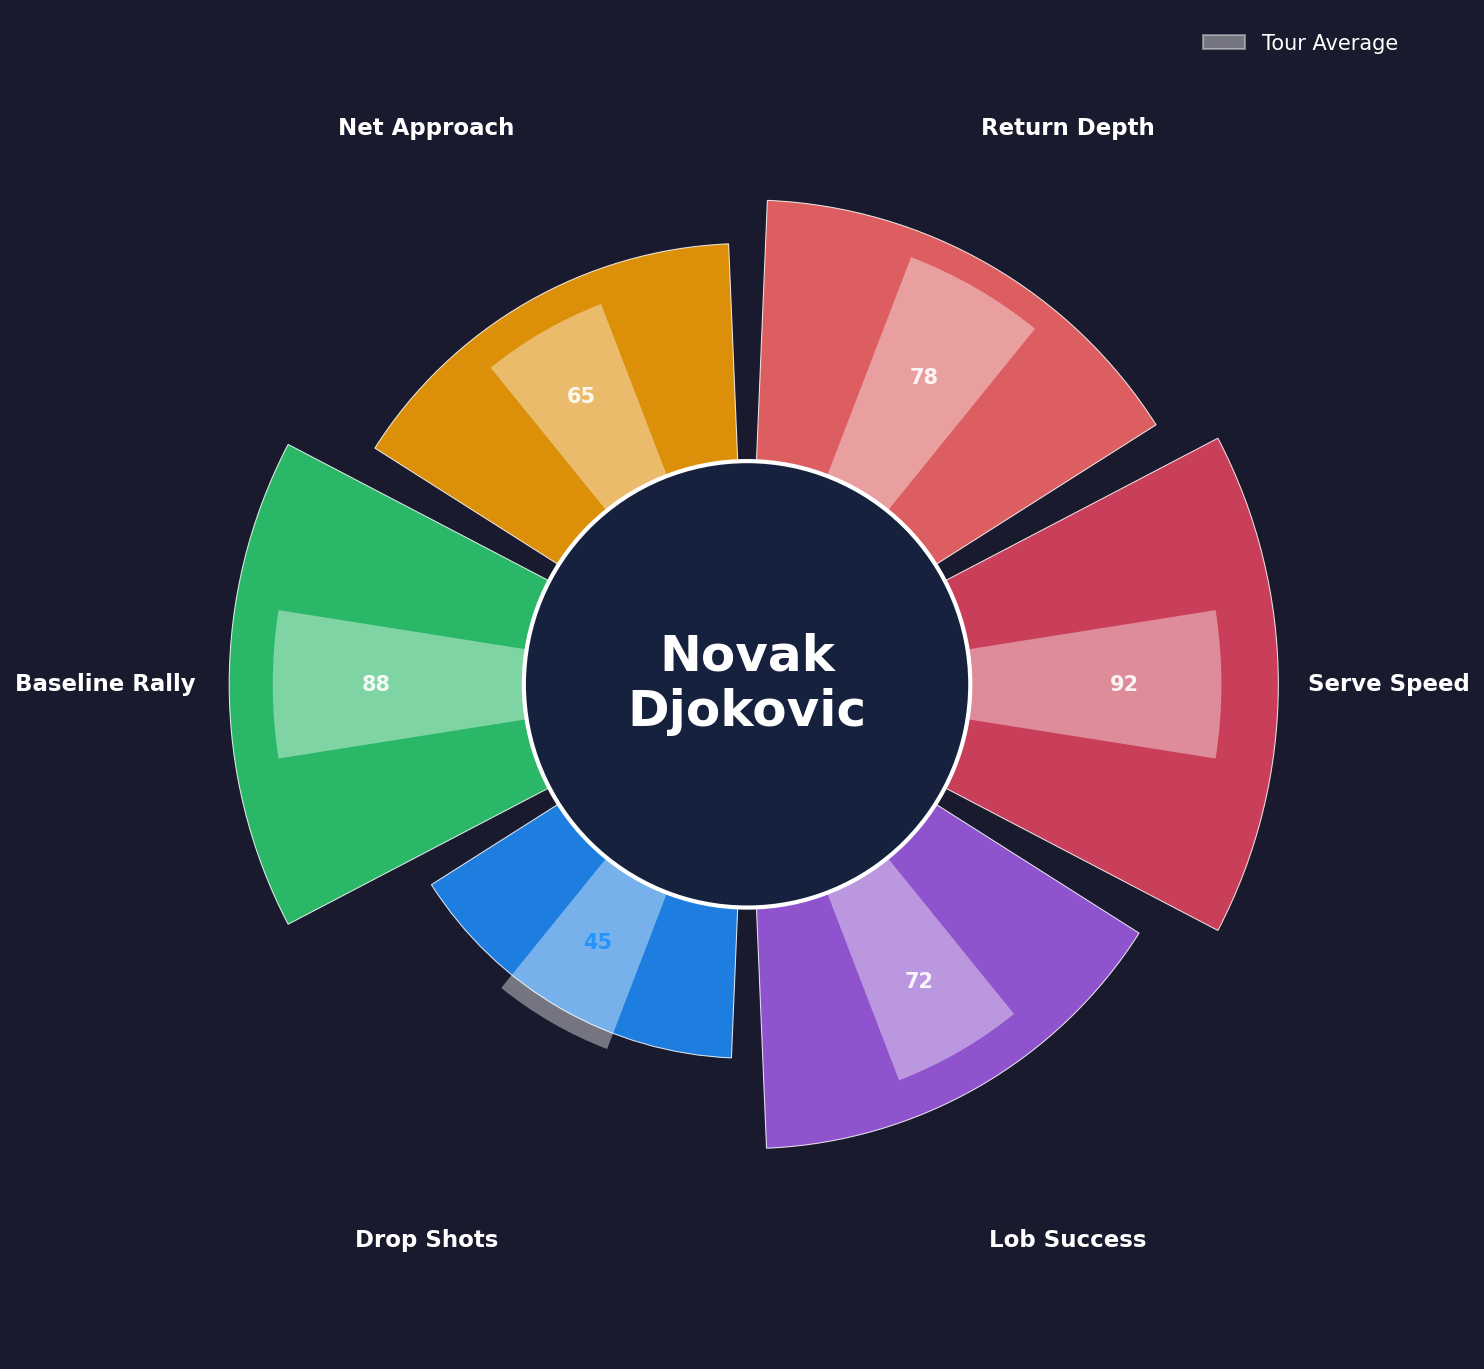 Tour Average
Net Approach
Return Depth
78
65
Novak
Djokovic
Baseline Rally
88
92
Serve Speed
45
72
Drop Shots
Lob Success